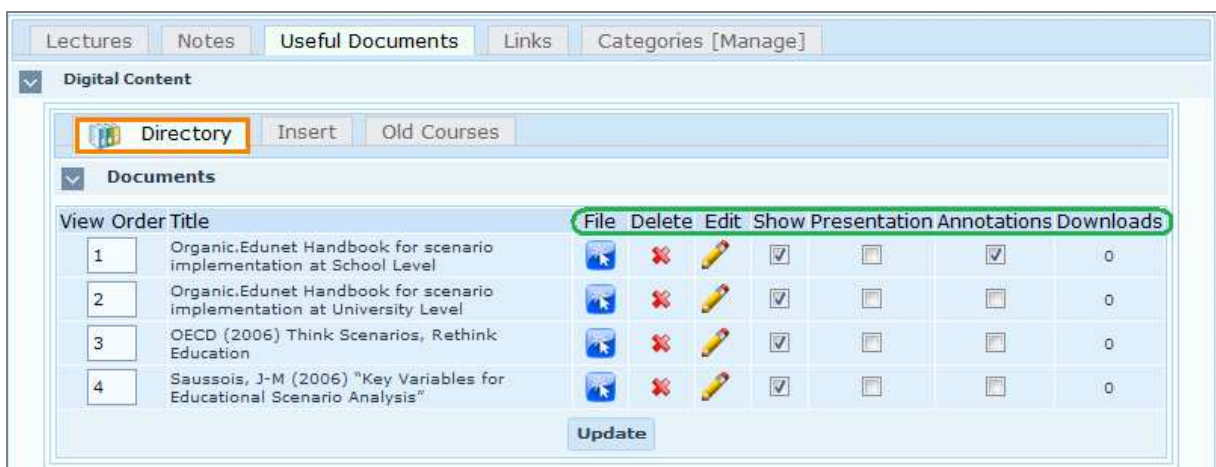 Lectures Notes Useful Documents Links Categories [Manage]
Digital Content
Directory Insert Old Courses
Documents
View Order Title File Delete Edit Show Presentation Annotations Downloads
1 Organic.Edunet Handbook for scenario 0
implementation at School Level
2 Organic.Edunet Handbook for scenario 0
implementation at University Level
3 OECD (2006) Think Scenarios, Rethink 0
Education
4 Saussois, J-M (2006) “Key Variables for 0
Educational Scenario Analysis”
Update